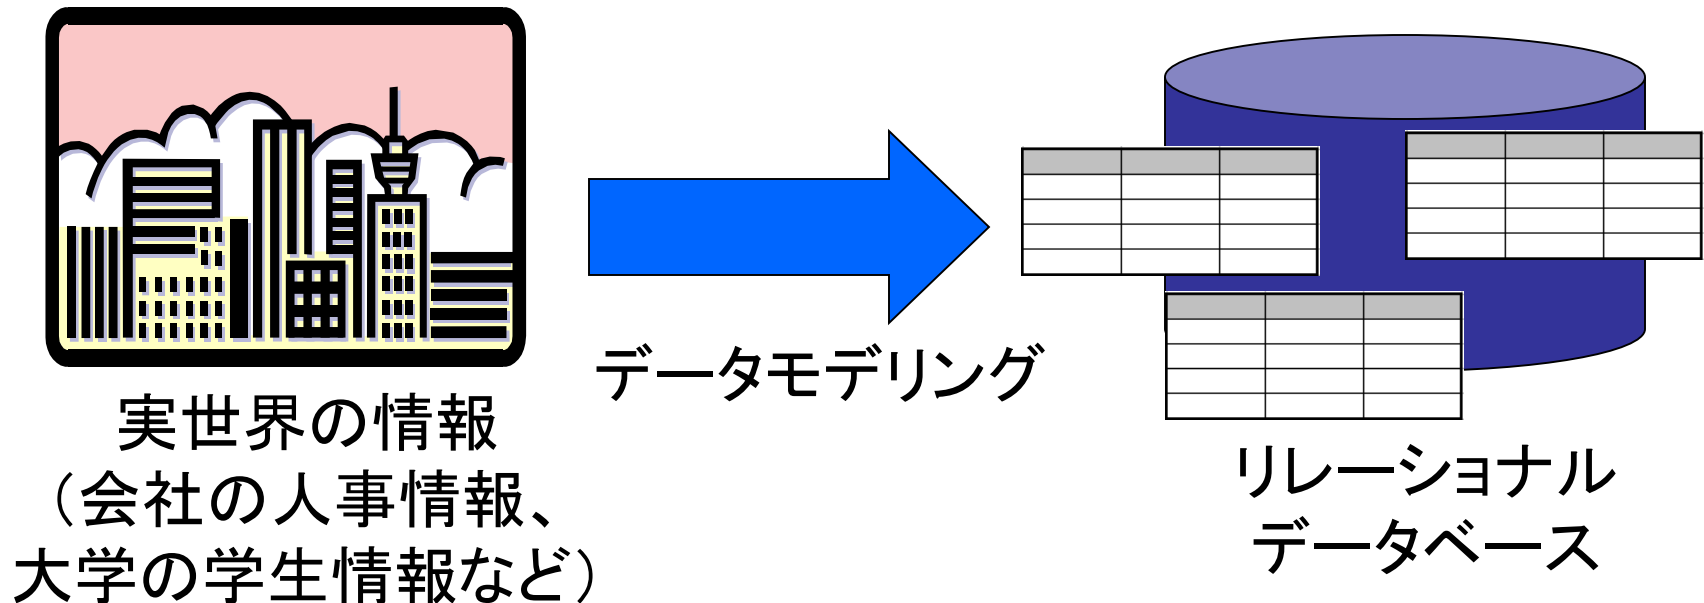 実世界の情報
（会社の人事情報、
大学の学生情報など）
データモデリング
リレーショナル
データベース